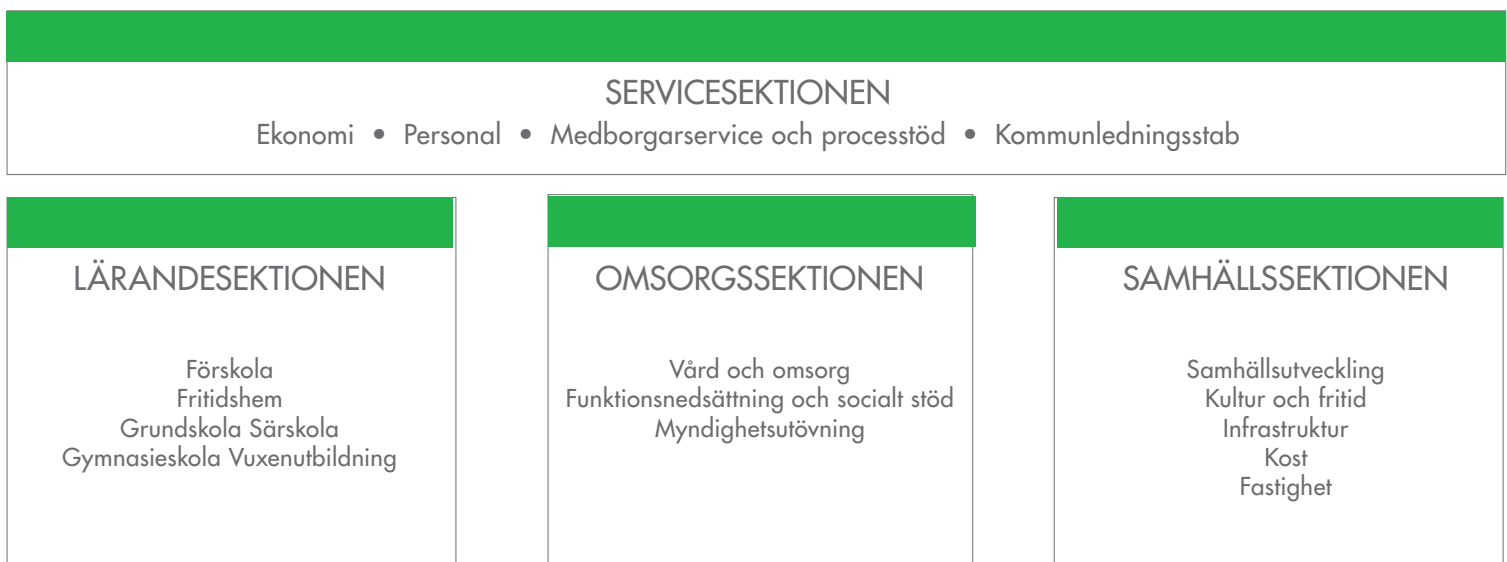 SERVICESEKTIONEN
Ekonomi • Personal • Medborgarservice och processtöd • Kommunledningsstab
LÄRANDESEKTIONEN
Förskola
Fritidshem
Grundskola Särskola
Gymnasieskola Vuxenutbildning
OMSORGSSEKTIONEN
Vård och omsorg
Funktionsnedsättning och socialt stöd
Myndighetsutövning
SAMHÄLLSSEKTIONEN
Samhällsutveckling
Kultur och fritid
Infrastruktur
Kost
Fastighet